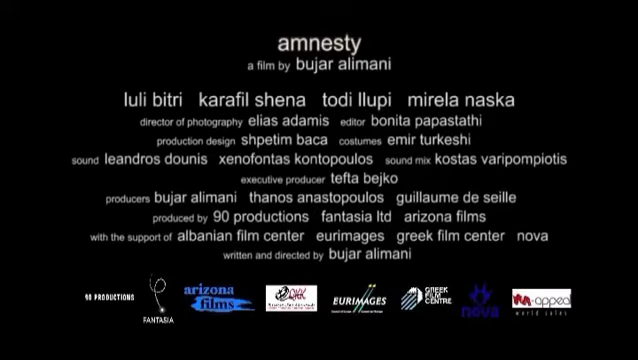 amnesty
a film by bujar alimani
luli bitri karafil shena todi llupi mirela naska
director of photography elias adamis editor bonita papastathi
production design shpetim baca costumes emir turkeshi
sound leandros dounis xenofontas kontopoulos sound mix kostas varipompiotis
executive producer tefta bejko
producers bujar alimani thanos anastopoulos guillaume de seille
produced by 90 productions fantasia ltd arizona films
with the support of albanian film center eurimages greek film center nova
written and directed by bujar alimani
90 PRODUCTIONS
FANTASIA
arizona films
QKK
EURIMAGES
GREEK FILM CENTRE
nova
-appeal
world sales